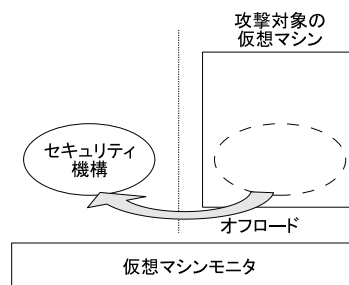 攻撃対象の
仮想マシン
セキュリティ
機構
オフロード
仮想マシンモニタ